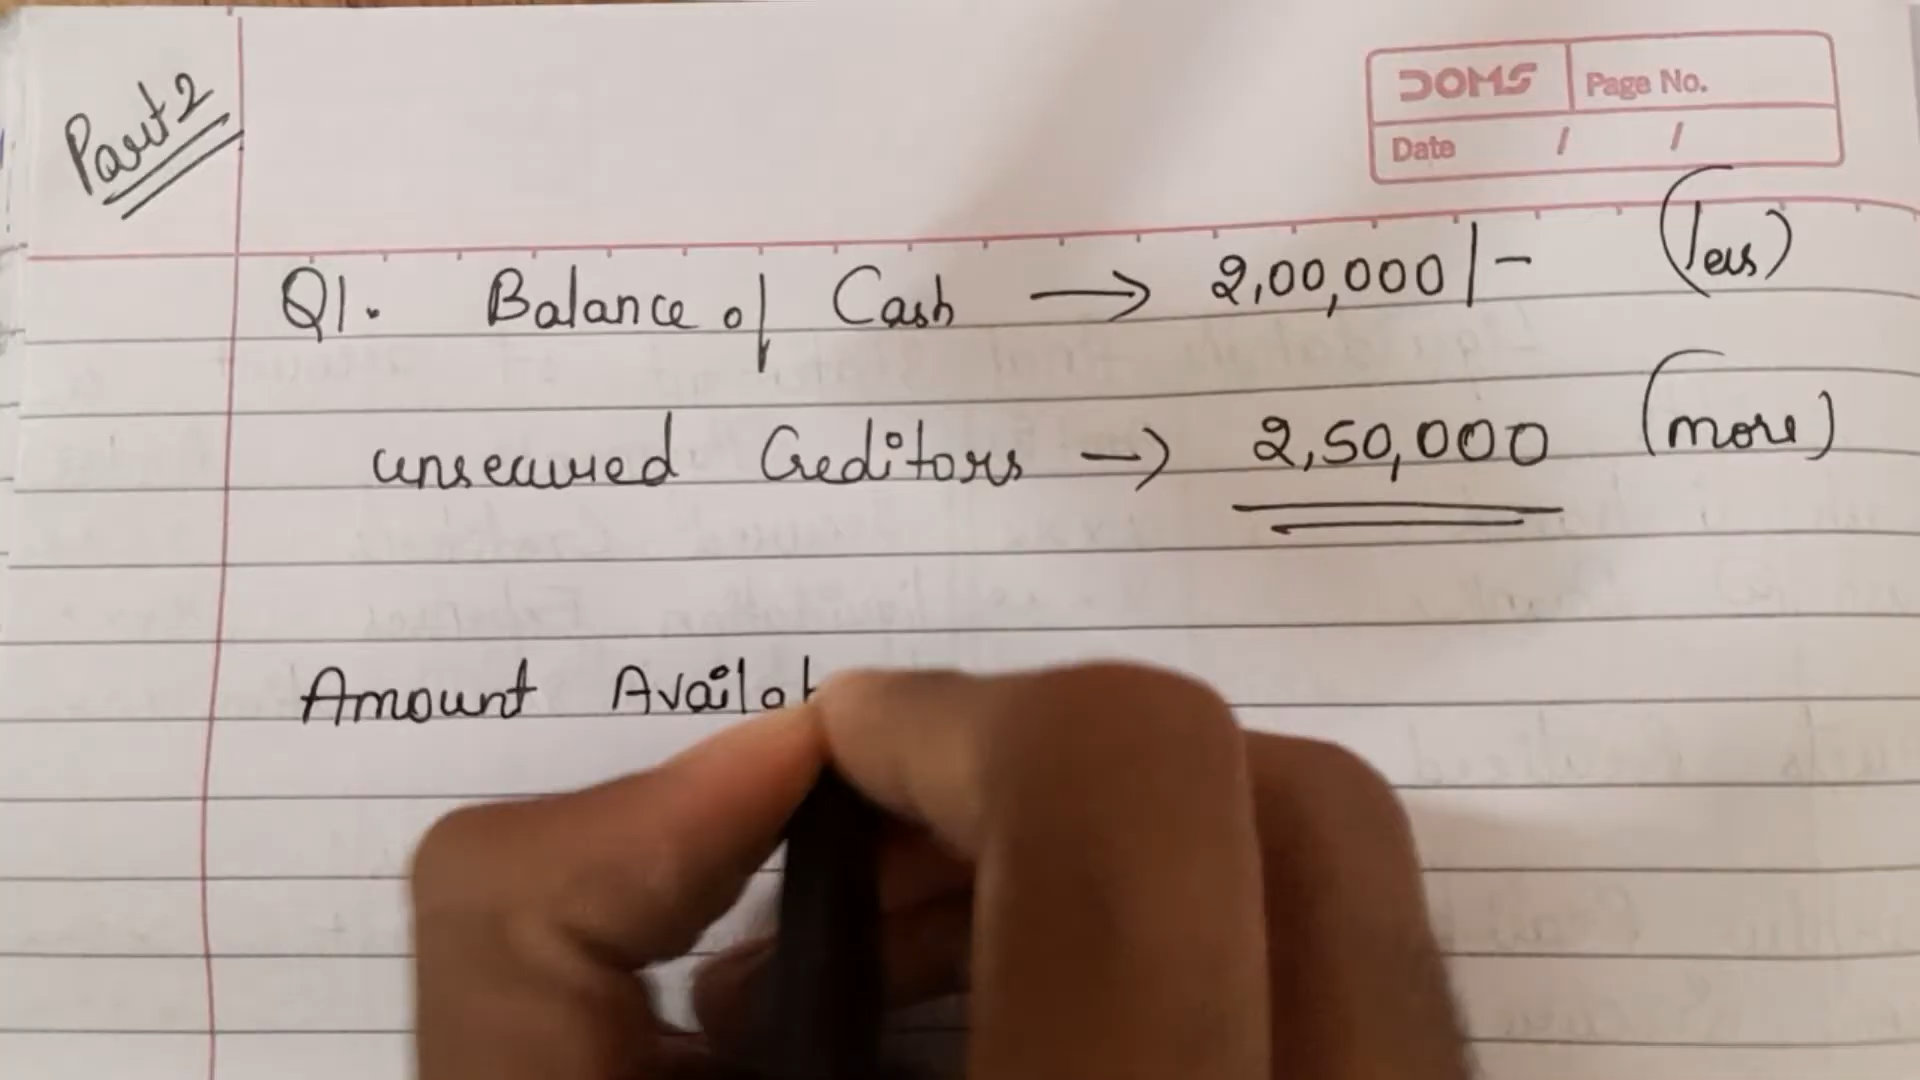 Part 2
DOMS Page No.
Date / /
Q1. Balance of Cash → 2,00,000/- (less)
unsecured Creditors → 2,50,000 (more)
Amount Availab